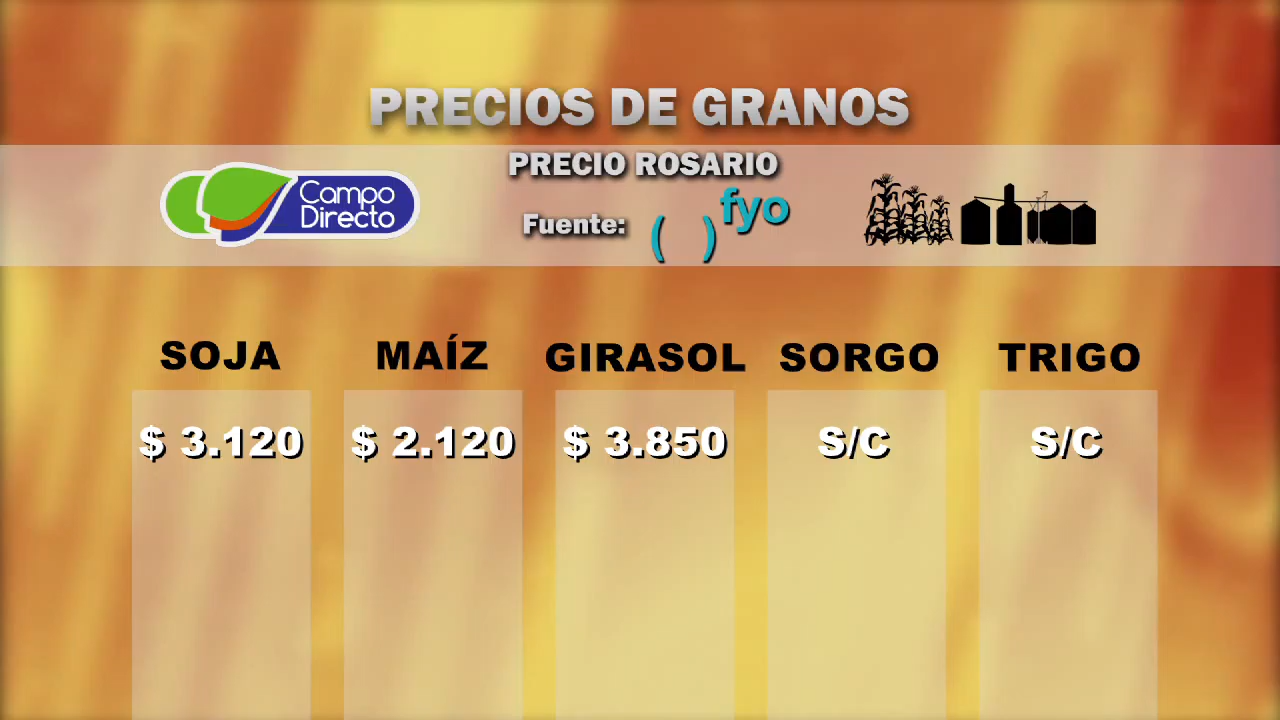 PRECIOS DE GRANOS
PRECIO ROSARIO
Campo
Directo
Fuente: ( ) fyo
SOJA MAÍZ GIRASOL SORGO TRIGO
$ 3.120 $ 2.120 $ 3.850 S/C S/C